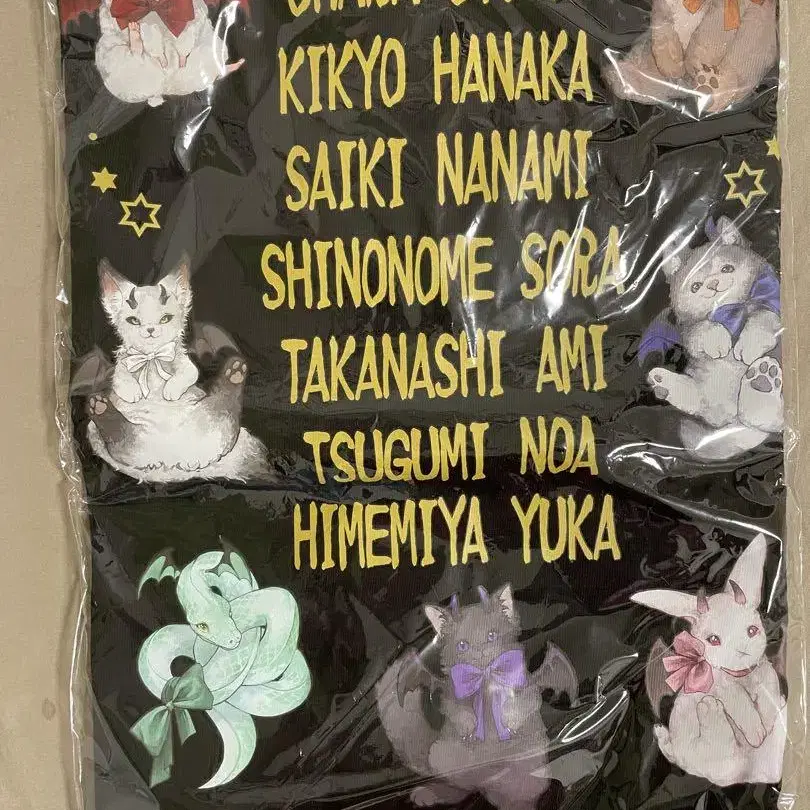 KIKYO HANAKA
SAIKI NANAMI
SHINONOME SORA
TAKANASHI AMI
TSUGUMI NOA
HIMEMIYA YUKA